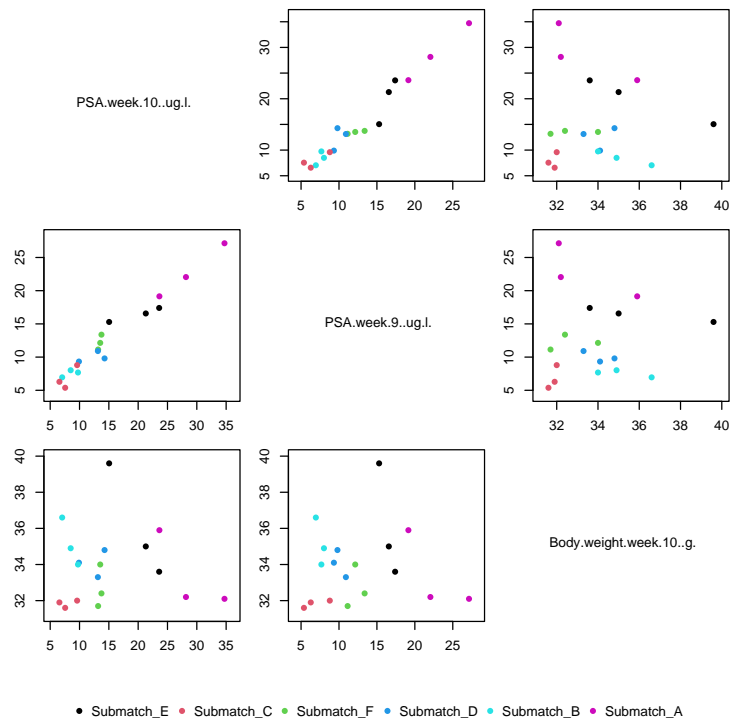 30
20
10
5
5 10 15 20 25
32 34 36 38 40
PSA.week.10..ug.l.
30
20
10
5
25
20
15
10
5
5 10 15 20 25 30 35
PSA.week.9..ug.l.
25
20
15
10
5
32 34 36 38 40
40
38
36
34
32
5 10 15 20 25 30 35
40
38
36
34
32
5 10 15 20 25
Body.weight.week.10..g.
Submatch_E Submatch_C Submatch_F Submatch_D Submatch_B Submatch_A